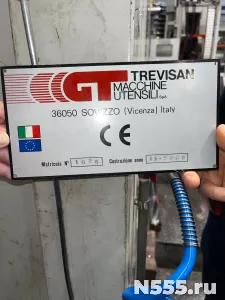 GT TREVISAN
MACCHINE
UTENSILI S.p.A.
36050 SOVIZZO (Vicenza) Italy
CE
Matricola N°
Costruzione anno
N555.ru